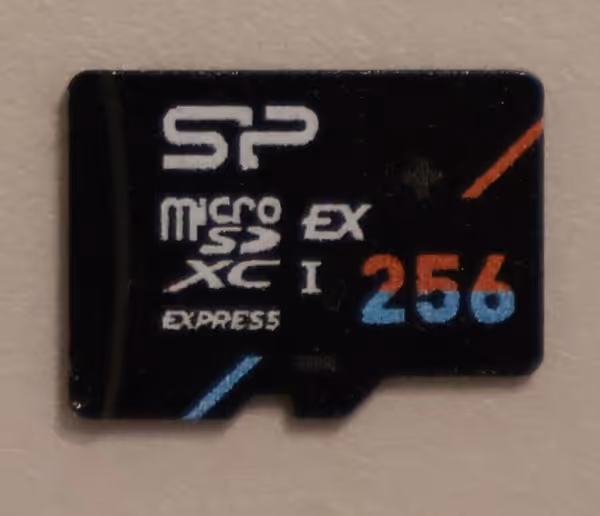 SP
micro
SD EX
XC I 256
EXPRESS